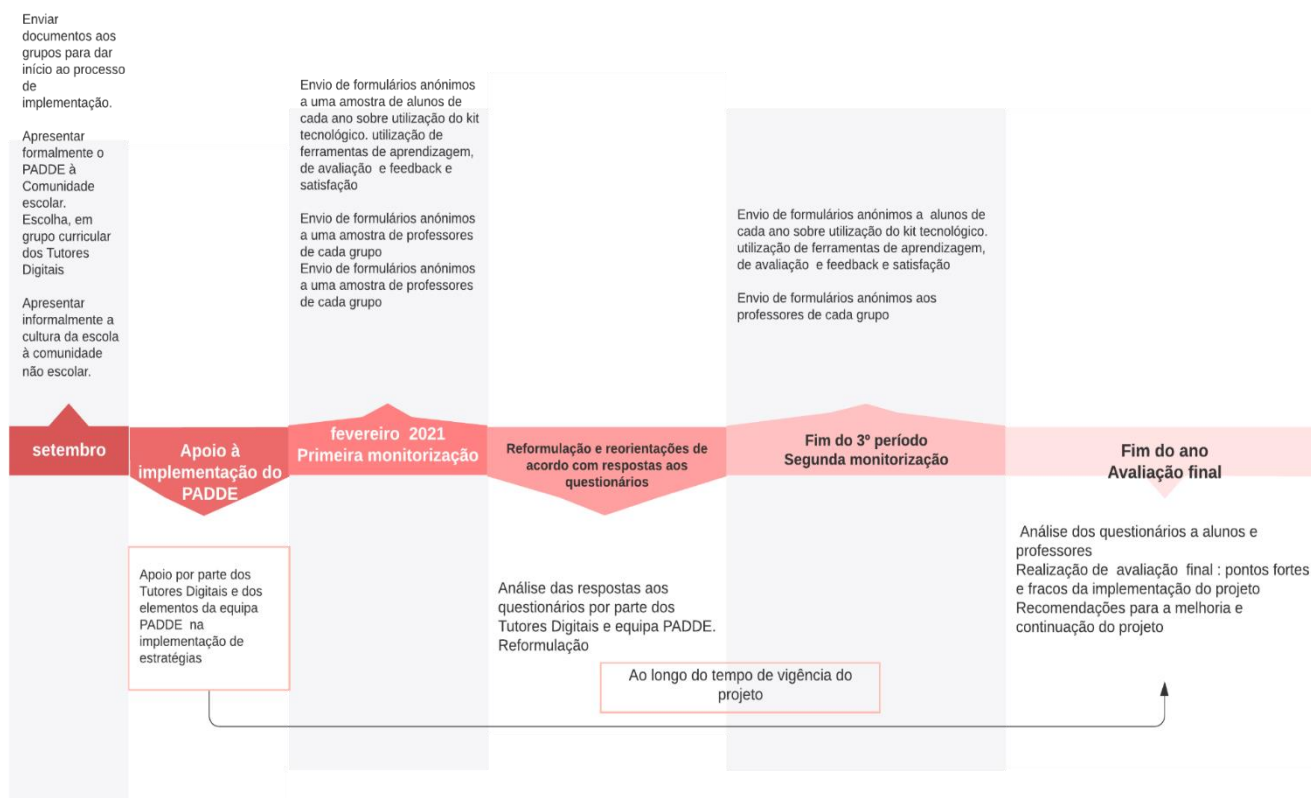 Enviar
documentos aos
grupos para dar
início ao processo
de
implementação.
Apresentar
formalmente o
PADDE à
Comunidade
escolar.
Escolha, em
grupo curricular
dos Tutores
Digitais
Apresentar
informalmente a
cultura da escola
à comunidade
não escolar.
setembro
Apoio à
implementação do
PADDE
Apoio por parte dos
Tutores Digitais e dos
elementos da equipa
PADDE na
implementação de
estratégias
Envio de formulários anónimos
a uma amostra de alunos de
cada ano sobre utilização do kit
tecnológico. utilização de
ferramentas de aprendizagem,
de avaliação e feedback e
satisfação
Envio de formulários anónimos
a uma amostra de professores
de cada grupo
Envio de formulários anónimos
a uma amostra de professores
de cada grupo
fevereiro 2021
Primeira monitorização
Reformulação e reorientações de
acordo com respostas aos
questionários
Análise das respostas aos
questionários por parte dos
Tutores Digitais e equipa PADDE.
Reformulação
Ao longo do tempo de vigência do
projeto
Envio de formulários anónimos a alunos de
cada ano sobre utilização do kit tecnológico.
utilização de ferramentas de aprendizagem,
de avaliação e feedback e satisfação
Envio de formulários anónimos aos
professores de cada grupo
Fim do 3º período
Segunda monitorização
Fim do ano
Avaliação final
Análise dos questionários a alunos e
professores
Realização de avaliação final : pontos fortes
e fracos da implementação do projeto
Recomendações para a melhoria e
continuação do projeto